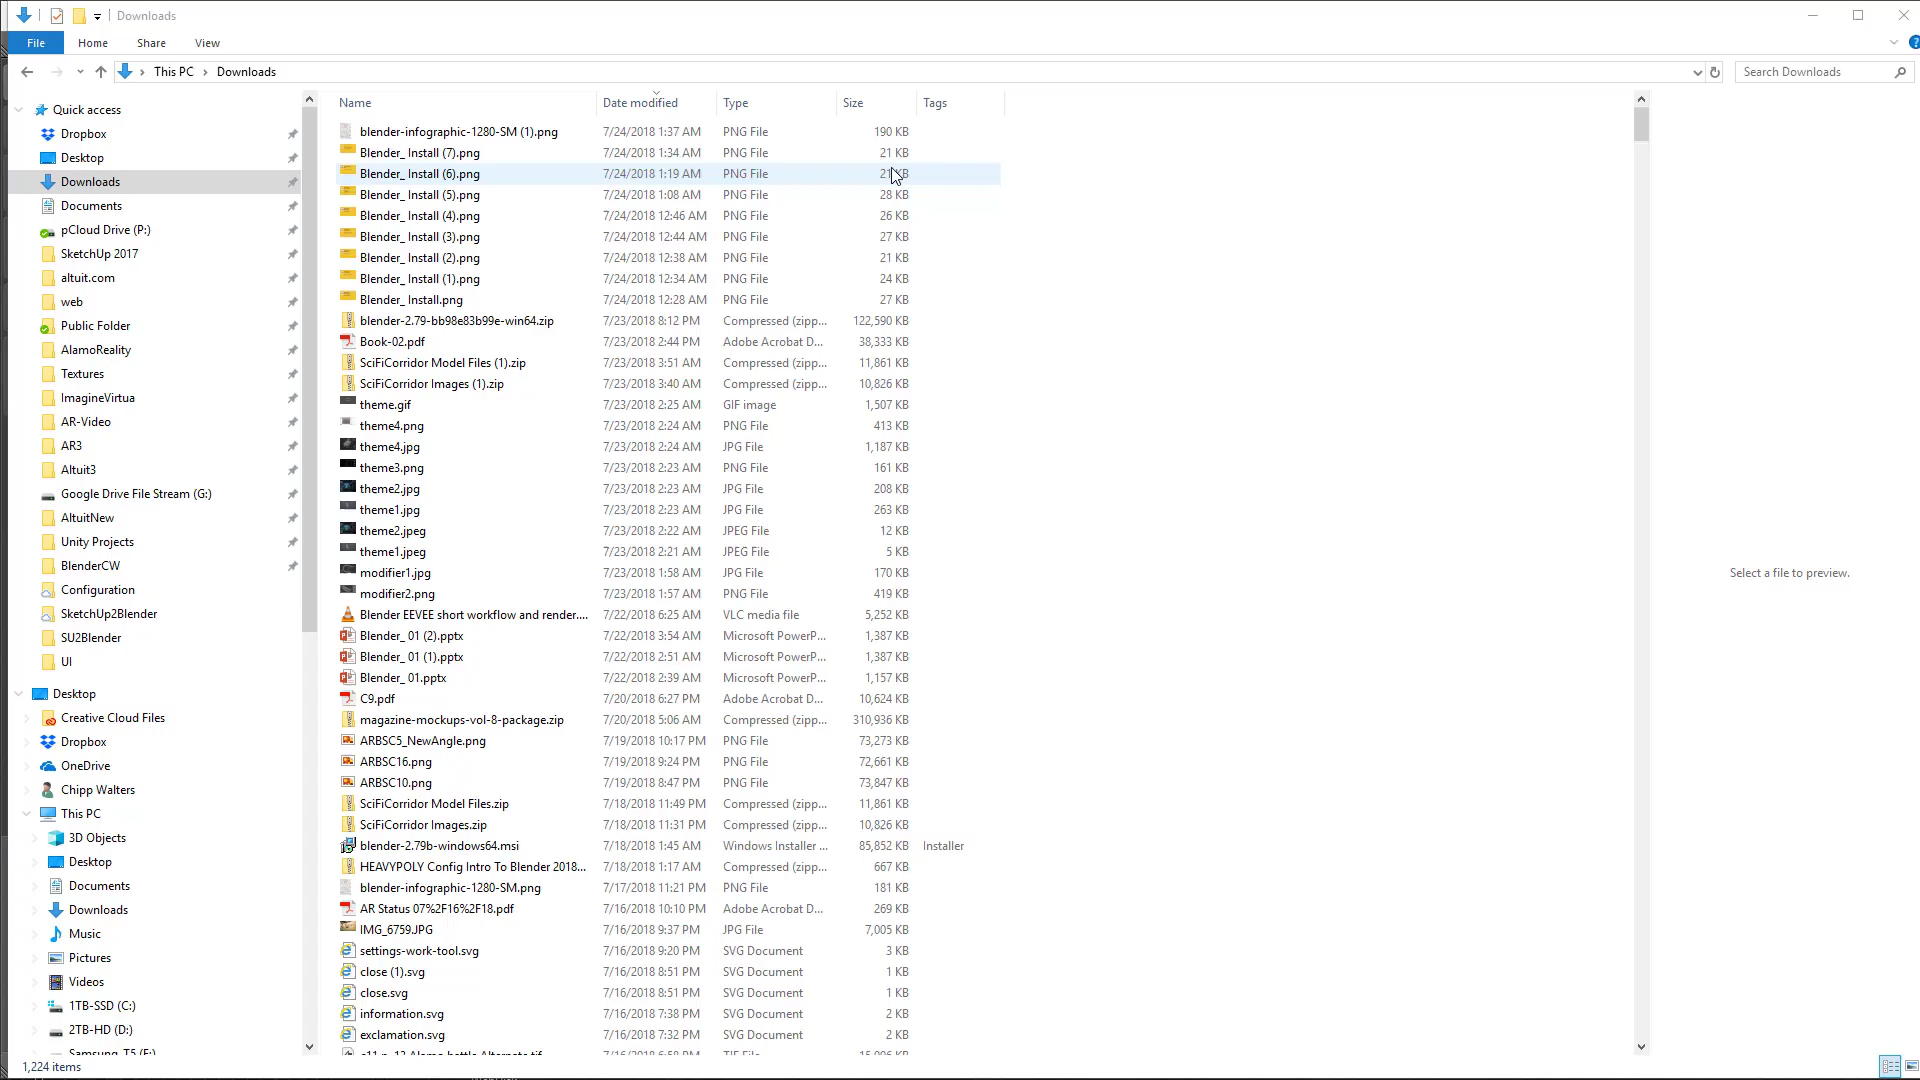 Downloads
File Home Share View
This PC > Downloads
Search Downloads
Quick access
Dropbox
Desktop
Downloads
Documents
pCloud Drive (P:)
SketchUp 2017
altuit.com
web
Public Folder
AlamoReality
Textures
ImagineVirtua
AR-Video
AR3
Altuit3
Google Drive File Stream (G:)
AltuitNew
Unity Projects
BlenderCW
Configuration
SketchUp2Blender
SU2Blender
UI
Desktop
Creative Cloud Files
Dropbox
OneDrive
Chipp Walters
This PC
3D Objects
Desktop
Documents
Downloads
Music
Pictures
Videos
1TB-SSD (C:)
2TB-HD (D:)
Samsung_T5 (F:)
Name Date modified Type Size Tags
blender-infographic-1280-SM (1).png 7/24/2018 1:37 AM PNG File 190 KB
Blender_ Install (7).png 7/24/2018 1:34 AM PNG File 21 KB
Blender_ Install (6).png 7/24/2018 1:19 AM PNG File 21 KB
Blender_ Install (5).png 7/24/2018 1:08 AM PNG File 28 KB
Blender_ Install (4).png 7/24/2018 12:46 AM PNG File 26 KB
Blender_ Install (3).png 7/24/2018 12:44 AM PNG File 27 KB
Blender_ Install (2).png 7/24/2018 12:38 AM PNG File 21 KB
Blender_ Install (1).png 7/24/2018 12:34 AM PNG File 24 KB
Blender_ Install.png 7/24/2018 12:28 AM PNG File 27 KB
blender-2.79-bb98e83b99e-win64.zip 7/23/2018 8:12 PM Compressed (zipp... 122,590 KB
Book-02.pdf 7/23/2018 2:44 PM Adobe Acrobat D... 38,333 KB
SciFiCorridor Model Files (1).zip 7/23/2018 3:51 AM Compressed (zipp... 11,861 KB
SciFiCorridor Images (1).zip 7/23/2018 3:40 AM Compressed (zipp... 10,826 KB
theme.gif 7/23/2018 2:25 AM GIF image 1,507 KB
theme4.png 7/23/2018 2:24 AM PNG File 413 KB
theme4.jpg 7/23/2018 2:24 AM JPG File 1,187 KB
theme3.png 7/23/2018 2:23 AM PNG File 161 KB
theme2.jpg 7/23/2018 2:23 AM JPG File 208 KB
theme1.jpg 7/23/2018 2:23 AM JPG File 263 KB
theme2.jpeg 7/23/2018 2:22 AM JPEG File 12 KB
theme1.jpeg 7/23/2018 2:21 AM JPEG File 5 KB
modifier1.jpg 7/23/2018 1:58 AM JPG File 170 KB
modifier2.png 7/23/2018 1:57 AM PNG File 419 KB
Blender EEVEE short workflow and render.... 7/22/2018 6:25 AM VLC media file 5,252 KB
Blender_ 01 (2).pptx 7/22/2018 3:54 AM Microsoft PowerP... 1,387 KB
Blender_ 01 (1).pptx 7/22/2018 2:51 AM Microsoft PowerP... 1,387 KB
Blender_ 01.pptx 7/22/2018 2:39 AM Microsoft PowerP... 1,157 KB
C9.pdf 7/20/2018 6:27 PM Adobe Acrobat D... 10,624 KB
magazine-mockups-vol-8-package.zip 7/20/2018 5:06 AM Compressed (zipp... 310,936 KB
ARBSC5_NewAngle.png 7/19/2018 10:17 PM PNG File 73,273 KB
ARBSC16.png 7/19/2018 9:24 PM PNG File 72,661 KB
ARBSC10.png 7/19/2018 8:47 PM PNG File 73,847 KB
SciFiCorridor Model Files.zip 7/18/2018 11:49 PM Compressed (zipp... 11,861 KB
SciFiCorridor Images.zip 7/18/2018 11:31 PM Compressed (zipp... 10,826 KB
blender-2.79b-windows64.msi 7/18/2018 1:45 AM Windows Installer ... 85,852 KB Installer
HEAVYPOLY Config Intro To Blender 2018... 7/18/2018 1:17 AM Compressed (zipp... 667 KB
blender-infographic-1280-SM.png 7/17/2018 11:21 PM PNG File 181 KB
AR Status 07%2F16%2F18.pdf 7/16/2018 10:10 PM Adobe Acrobat D... 269 KB
IMG_6759.JPG 7/16/2018 9:37 PM JPG File 7,005 KB
settings-work-tool.svg 7/16/2018 9:20 PM SVG Document 3 KB
close (1).svg 7/16/2018 8:51 PM SVG Document 1 KB
close.svg 7/16/2018 8:51 PM SVG Document 1 KB
information.svg 7/16/2018 7:38 PM SVG Document 2 KB
exclamation.svg 7/16/2018 7:32 PM SVG Document 2 KB
Select a file to preview.
1,224 items